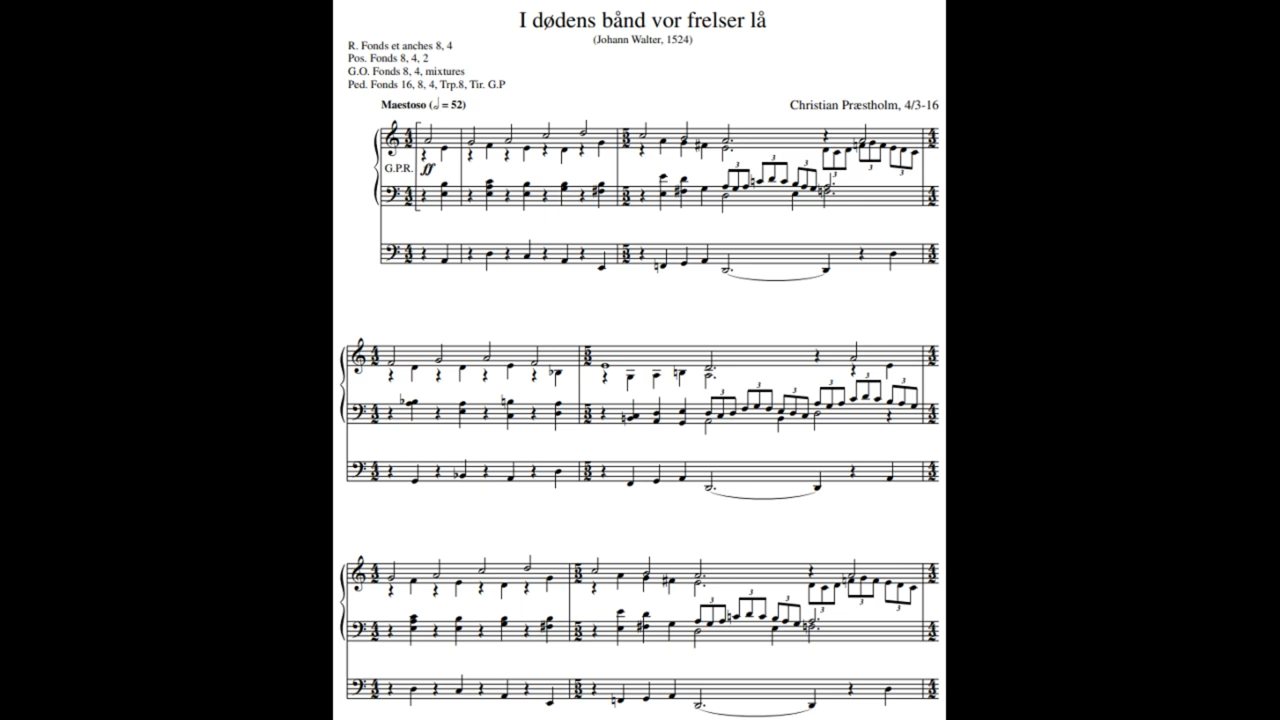 I dødens bånd vor frelser lå
(Johann Walter, 1524)
R. Fonds et anches 8, 4
Pos. Fonds 8, 4, 2
G.O. Fonds 8, 4, mixtures
Ped. Fonds 16, 8, 4, Trp.8, Tir. G.P
Maestoso (𝅗𝅥 = 52)
Christian Præstholm, 4/3-16
G.P.R.
ff